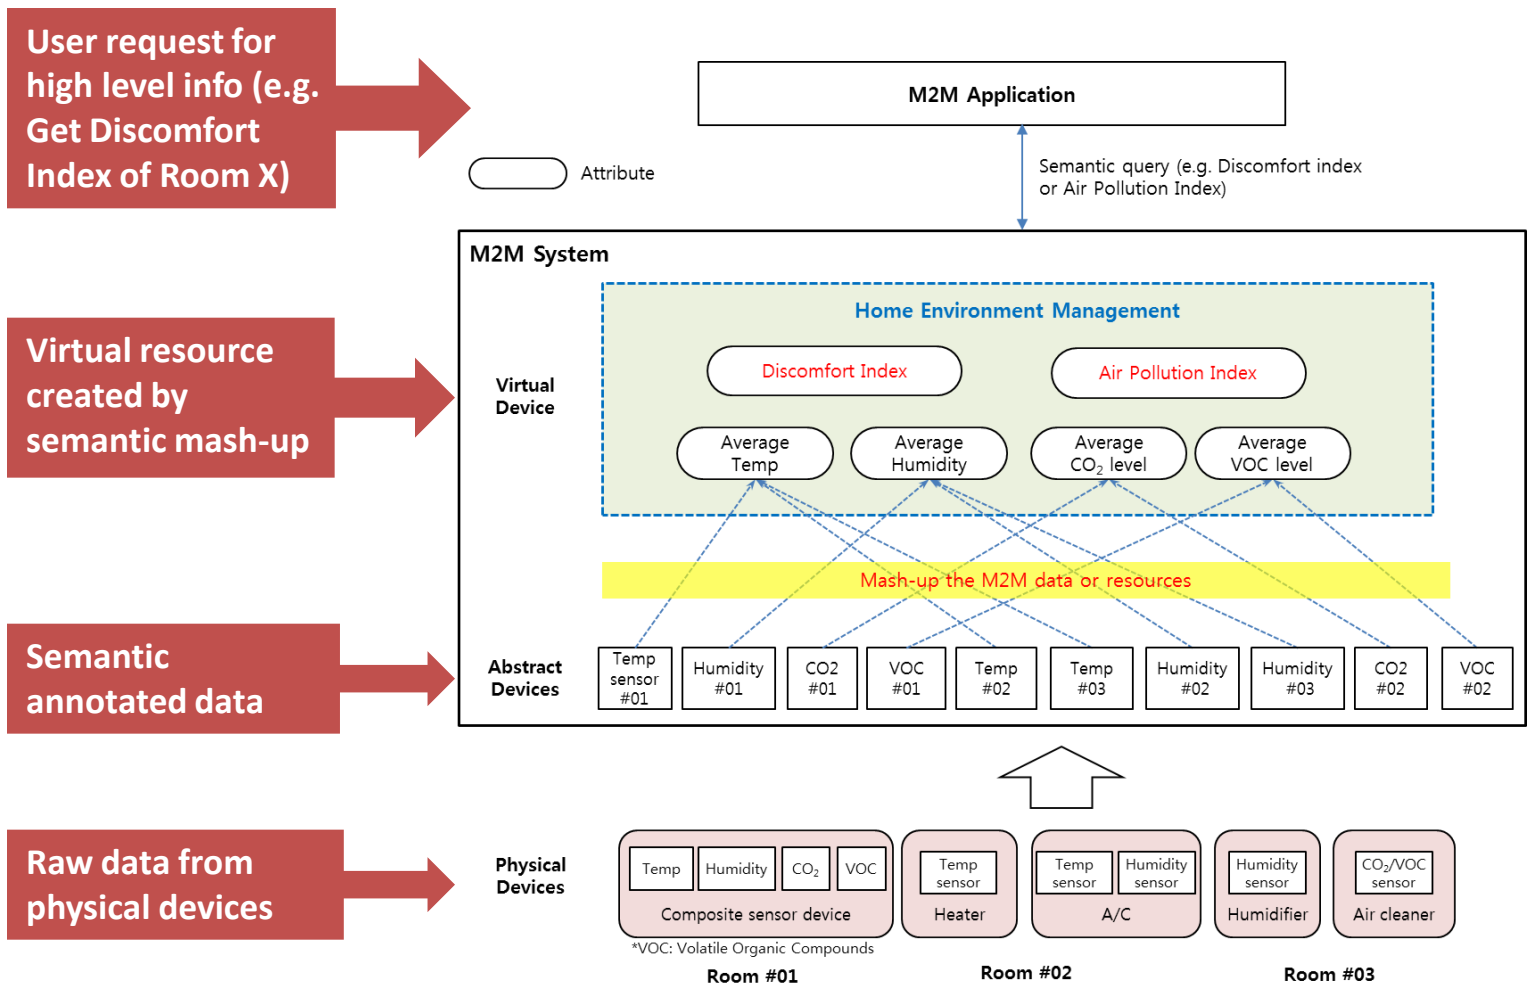 User request for
high level info (e.g.
Get Discomfort
Index of Room X)
M2M Application
Attribute
Semantic query (e.g. Discomfort index
or Air Pollution Index)
M2M System
Home Environment Management
Virtual resource
created by
semantic mash-up
Virtual
Device
Discomfort Index
Air Pollution Index
Average
Temp
Average
Humidity
Average
CO₂ level
Average
VOC level
Mash-up the M2M data or resources
Semantic
annotated data
Abstract
Devices
Temp
sensor
#01
Humidity
#01
CO2
#01
VOC
#01
Temp
#02
Temp
#03
Humidity
#02
Humidity
#03
CO2
#02
VOC
#02
Raw data from
physical devices
Physical
Devices
Temp
Humidity
CO₂
VOC
Composite sensor device
Temp
sensor
Heater
Temp
sensor
Humidity
sensor
A/C
Humidity
sensor
Humidifier
CO₂/VOC
sensor
Air cleaner
*VOC: Volatile Organic Compounds
Room #01
Room #02
Room #03